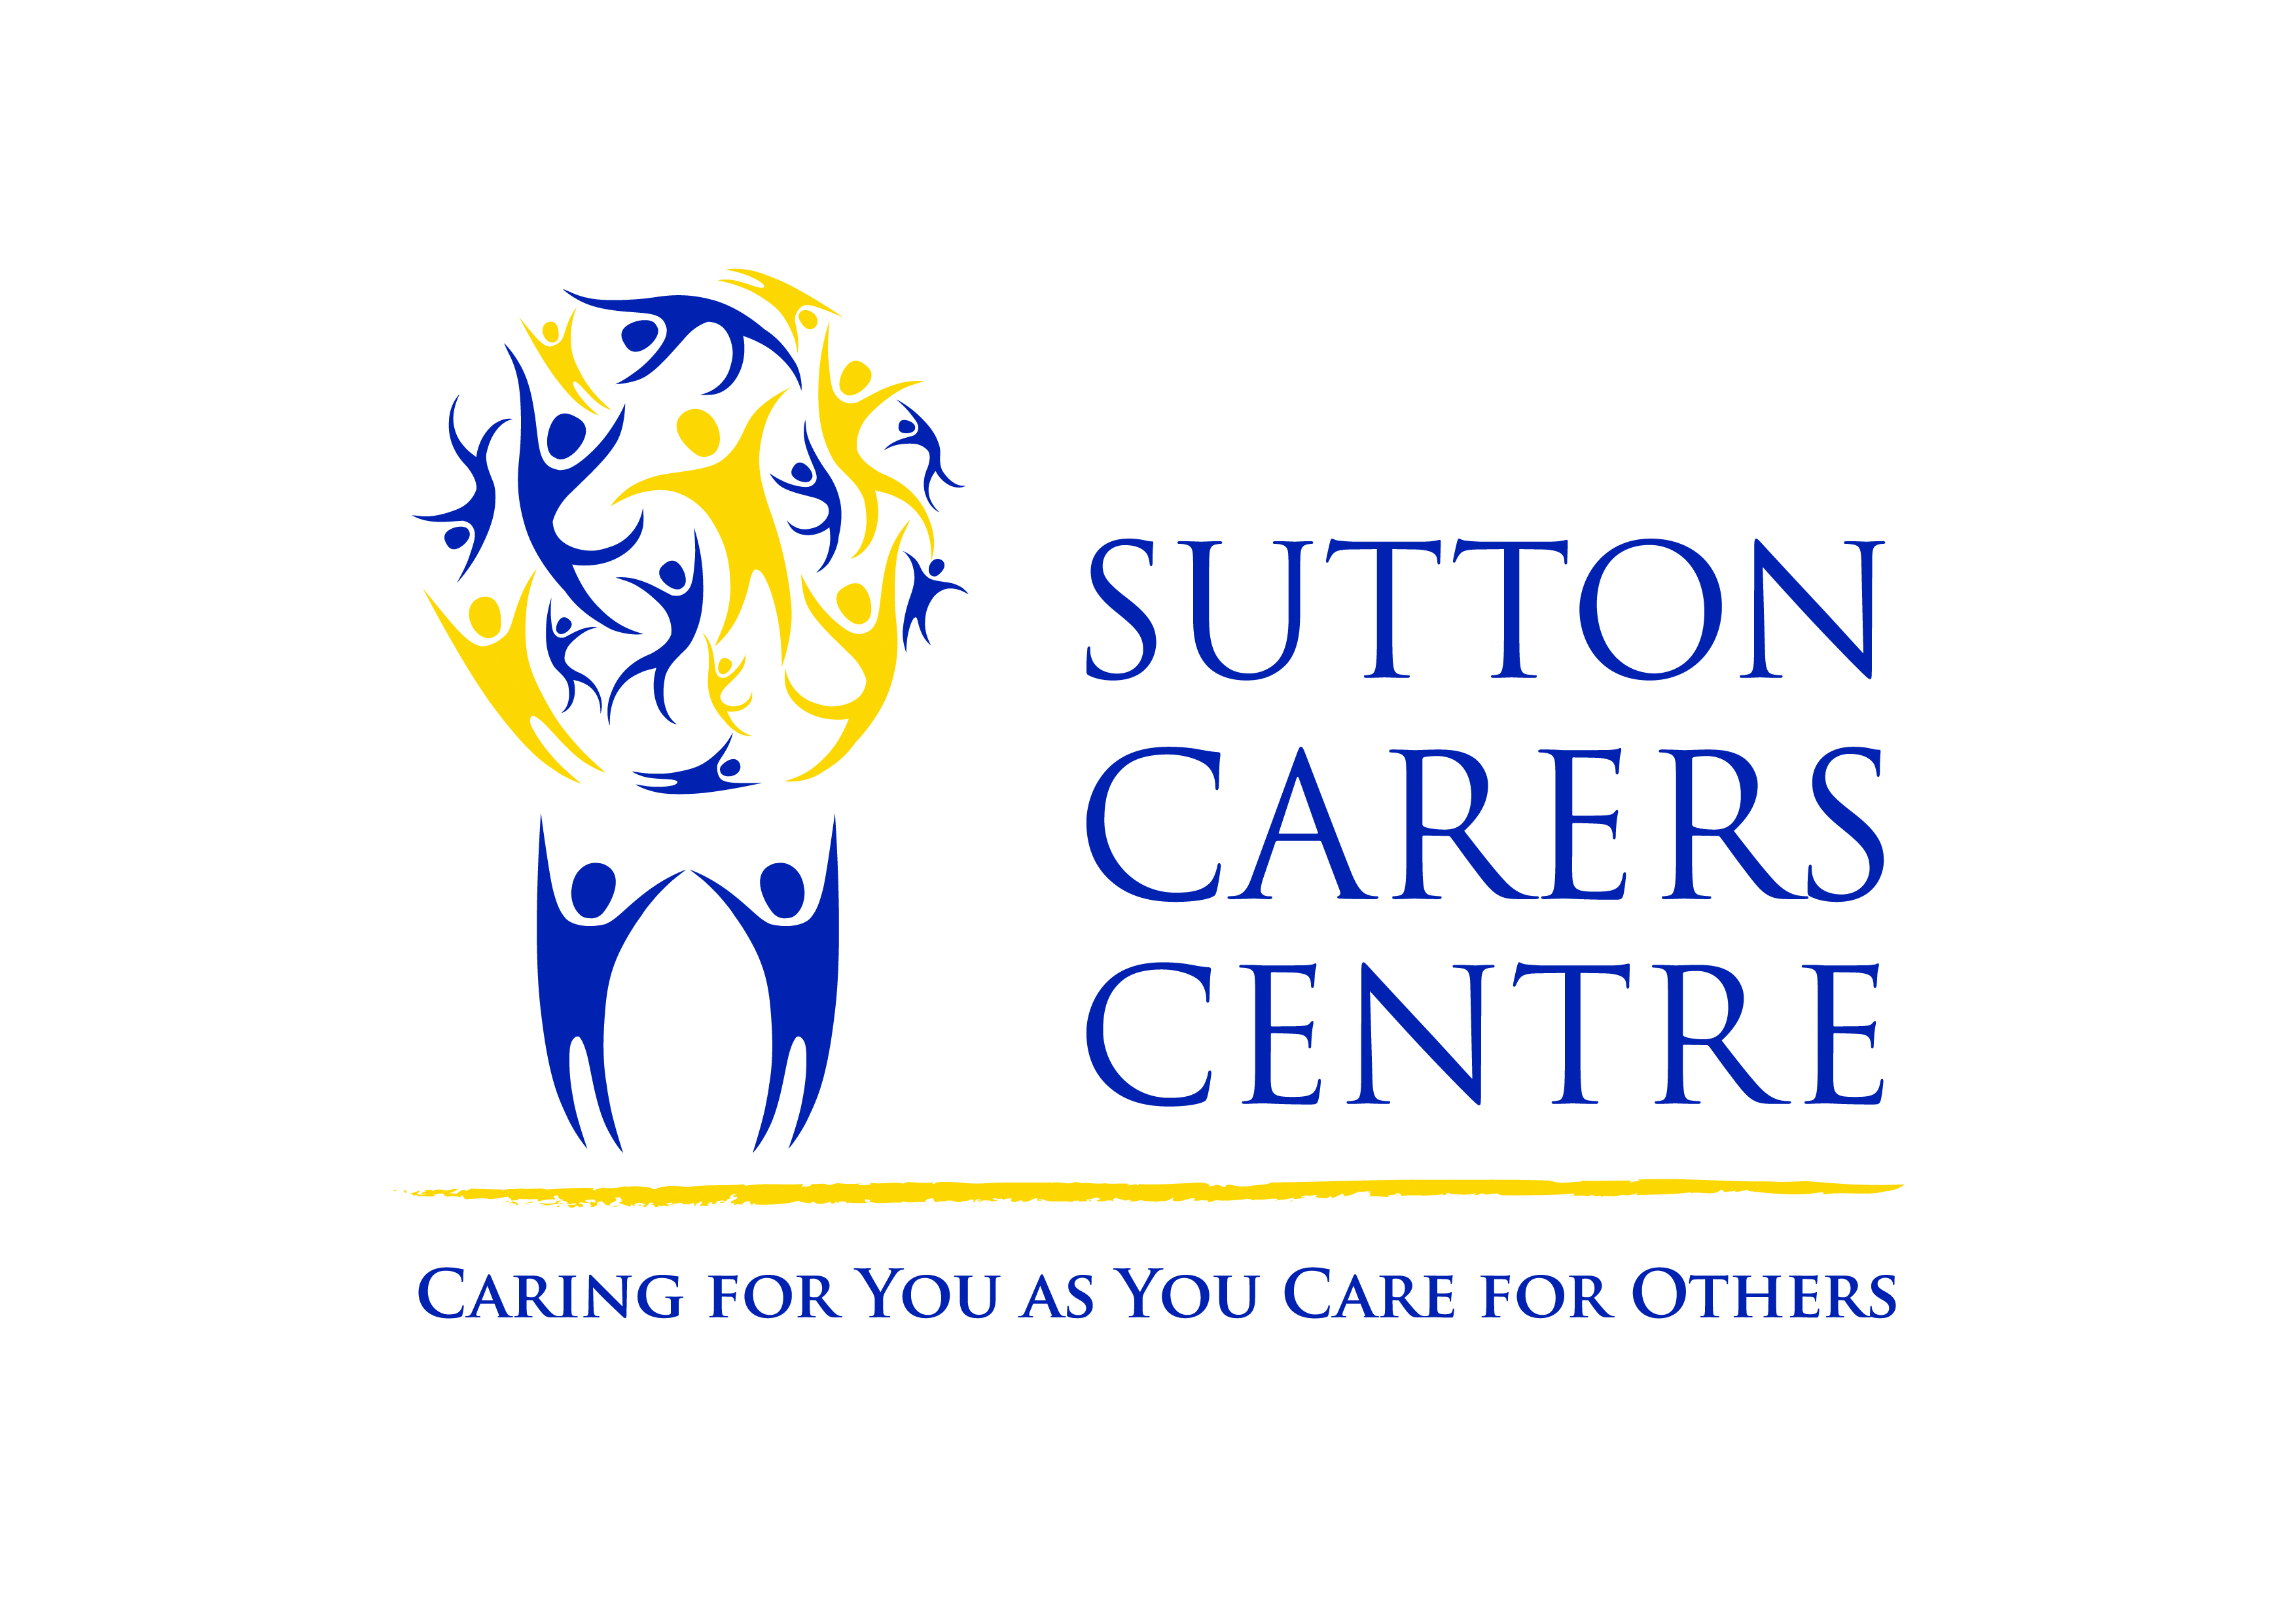 SUTTON
CARERS
CENTRE
CARING FOR YOU AS YOU CARE FOR OTHERS